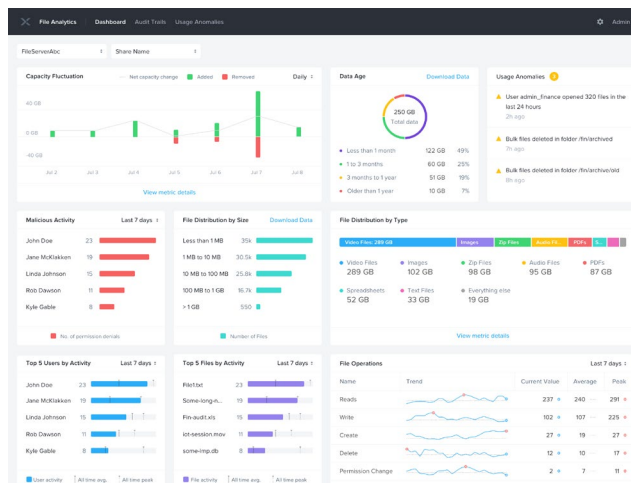 File Analytics Dashboard Audit Trails Usage Anomalies Admin
FileServerAbc Share Name
Capacity Fluctuation Net capacity change Added Removed Daily
40 GB
0 GB
-40 GB
Jul 2 Jul 3 Jul 4 Jul 5 Jul 6 Jul 7 Jul 8
View metric details
Data Age Download Data
250 GB
Total data
Less than 1 month 122 GB 49%
1 to 3 months 60 GB 25%
3 months to 1 year 51 GB 19%
Older than 1 year 10 GB 7%
Usage Anomalies
User admin_finance opened 320 files in the
last 24 hours
2h ago
Bulk files deleted in folder /fin/archived
7h ago
Bulk files deleted in folder /fin/archive/old
8h ago
Malicious Activity Last 7 days
John Doe 23
Jane McKlakken 19
Linda Johnson 15
Rob Dawson 11
Kyle Gable 8
No. of permission denials
File Distribution by Size Download Data
Less than 1 MB 35k
1 MB to 10 MB 30.5k
10 MB to 100 MB 25.8k
100 MB to 1 GB 16.7k
> 1 GB 550
Number of Files
File Distribution by Type
Video Files: 289 GB Images Zip Files Audio Fil... PDFs S...
Video Files Images Zip Files Audio Files PDFs
289 GB 102 GB 98 GB 95 GB 87 GB
Spreadsheets Text Files Everything else
52 GB 33 GB 19 GB
View metric details
Top 5 Users by Activity Last 7 days
John Doe 23
Jane McKlakken 19
Linda Johnson 15
Rob Dawson 11
Kyle Gable 8
User activity All time avg. All time peak
Top 5 Files by Activity Last 7 days
File1.txt 23
Some-long-n... 19
Fin-audit.xls 15
iot-session.mov 11
some-imp.db 8
File activity All time avg. All time peak
File Operations Last 7 days
Name Trend Current Value Average Peak
Reads 237 240 291
Write 102 107 225
Create 27 19 27
Delete 12 10 17
Permission Change 2 7 11